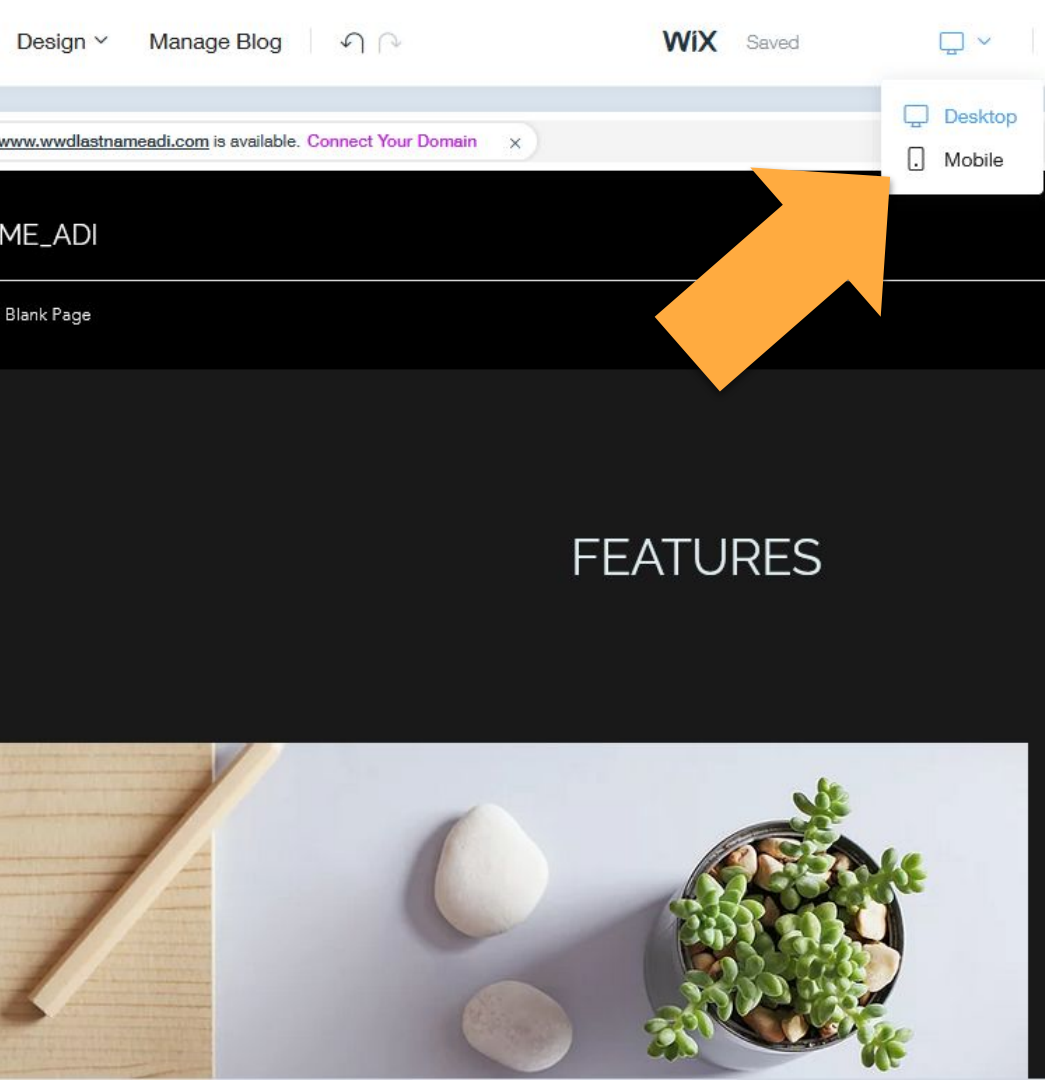 Design Manage Blog WiX Saved
Desktop
www.wwdlastnameadi.com is available. Connect Your Domain
Mobile
ME_ADI
Blank Page
FEATURES